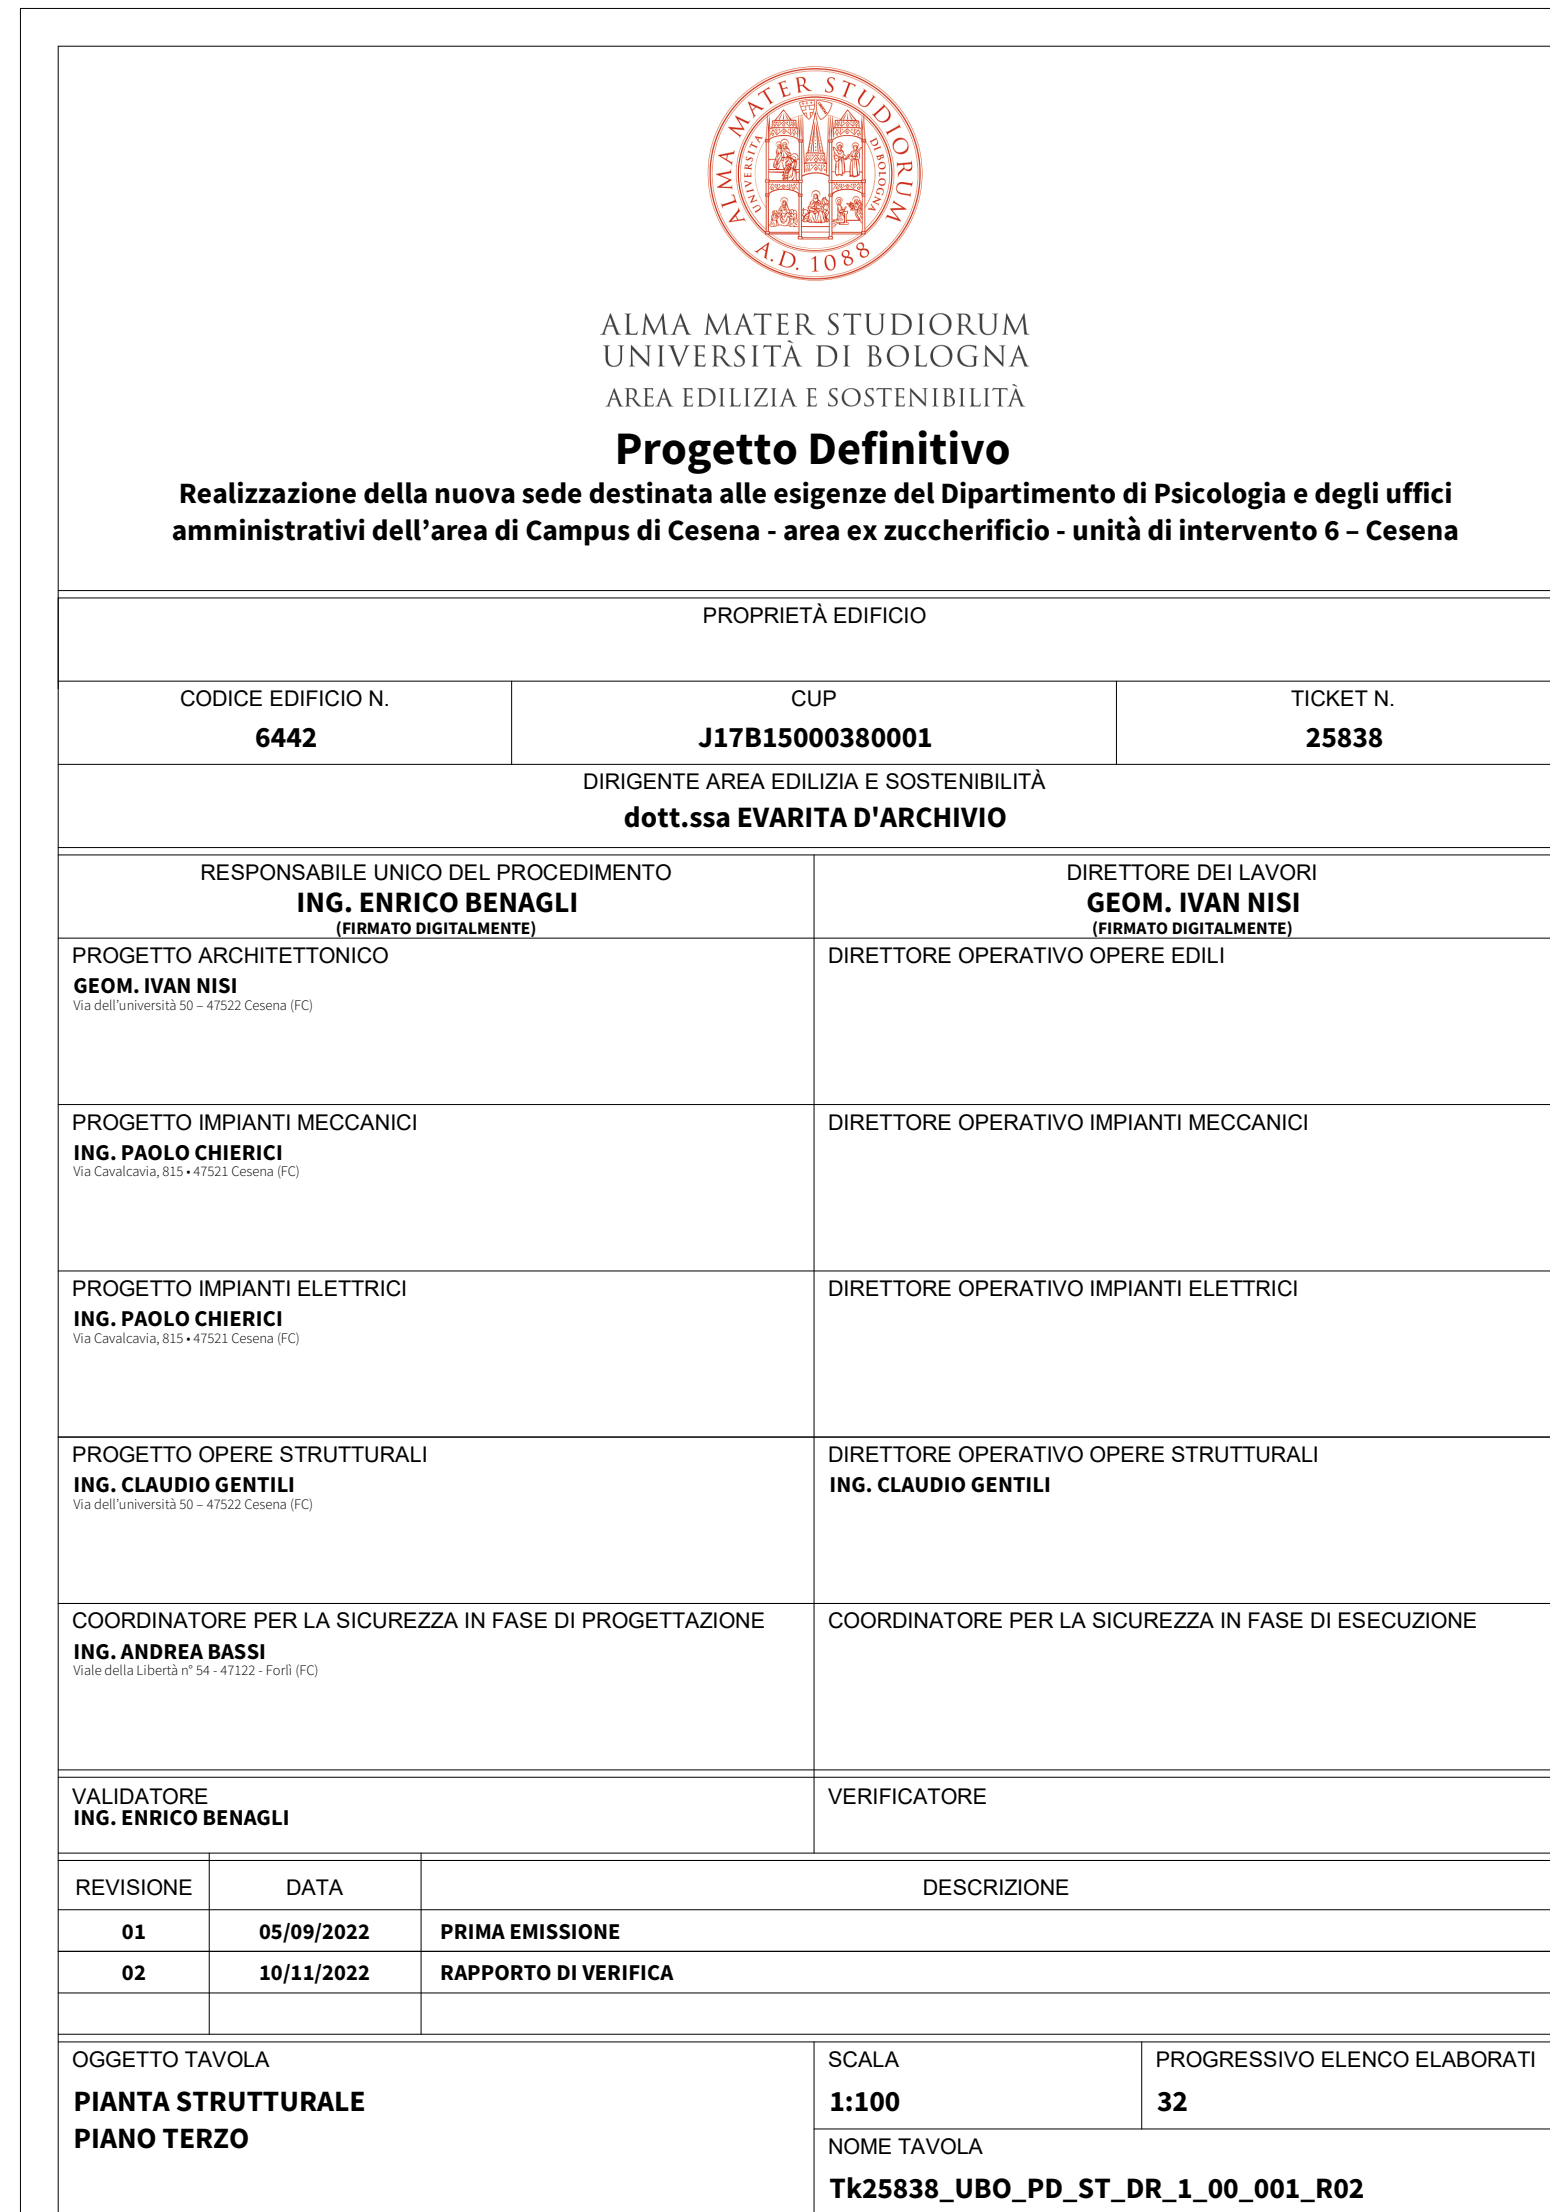 ALMA MATER STUDIORUM
UNIVERSITÀ DI BOLOGNA
A.D. 1088
ALMA MATER STUDIORUM
UNIVERSITÀ DI BOLOGNA
AREA EDILIZIA E SOSTENIBILITÀ
Progetto Definitivo
Realizzazione della nuova sede destinata alle esigenze del Dipartimento di Psicologia e degli uffici
amministrativi dell’area di Campus di Cesena - area ex zuccherificio - unità di intervento 6 – Cesena
PROPRIETÀ EDIFICIO
CODICE EDIFICIO N. CUP TICKET N.
6442 J17B15000380001 25838
DIRIGENTE AREA EDILIZIA E SOSTENIBILITÀ
dott.ssa EVARITA D'ARCHIVIO
RESPONSABILE UNICO DEL PROCEDIMENTO
ING. ENRICO BENAGLI
(FIRMATO DIGITALMENTE)
DIRETTORE DEI LAVORI
GEOM. IVAN NISI
(FIRMATO DIGITALMENTE)
PROGETTO ARCHITETTONICO
GEOM. IVAN NISI
Via dell’università 50 – 47522 Cesena (FC)
DIRETTORE OPERATIVO OPERE EDILI
PROGETTO IMPIANTI MECCANICI
ING. PAOLO CHIERICI
Via Cavalcavia, 815 • 47521 Cesena (FC)
DIRETTORE OPERATIVO IMPIANTI MECCANICI
PROGETTO IMPIANTI ELETTRICI
ING. PAOLO CHIERICI
Via Cavalcavia, 815 • 47521 Cesena (FC)
DIRETTORE OPERATIVO IMPIANTI ELETTRICI
PROGETTO OPERE STRUTTURALI
ING. CLAUDIO GENTILI
Via dell’università 50 – 47522 Cesena (FC)
DIRETTORE OPERATIVO OPERE STRUTTURALI
ING. CLAUDIO GENTILI
COORDINATORE PER LA SICUREZZA IN FASE DI PROGETTAZIONE
ING. ANDREA BASSI
Viale della Libertà n° 54 - 47122 - Forlì (FC)
COORDINATORE PER LA SICUREZZA IN FASE DI ESECUZIONE
VALIDATORE
ING. ENRICO BENAGLI
VERIFICATORE
REVISIONE DATA DESCRIZIONE
01 05/09/2022 PRIMA EMISSIONE
02 10/11/2022 RAPPORTO DI VERIFICA
OGGETTO TAVOLA
PIANTA STRUTTURALE
PIANO TERZO
SCALA
1:100
PROGRESSIVO ELENCO ELABORATI
32
NOME TAVOLA
Tk25838_UBO_PD_ST_DR_1_00_001_R02